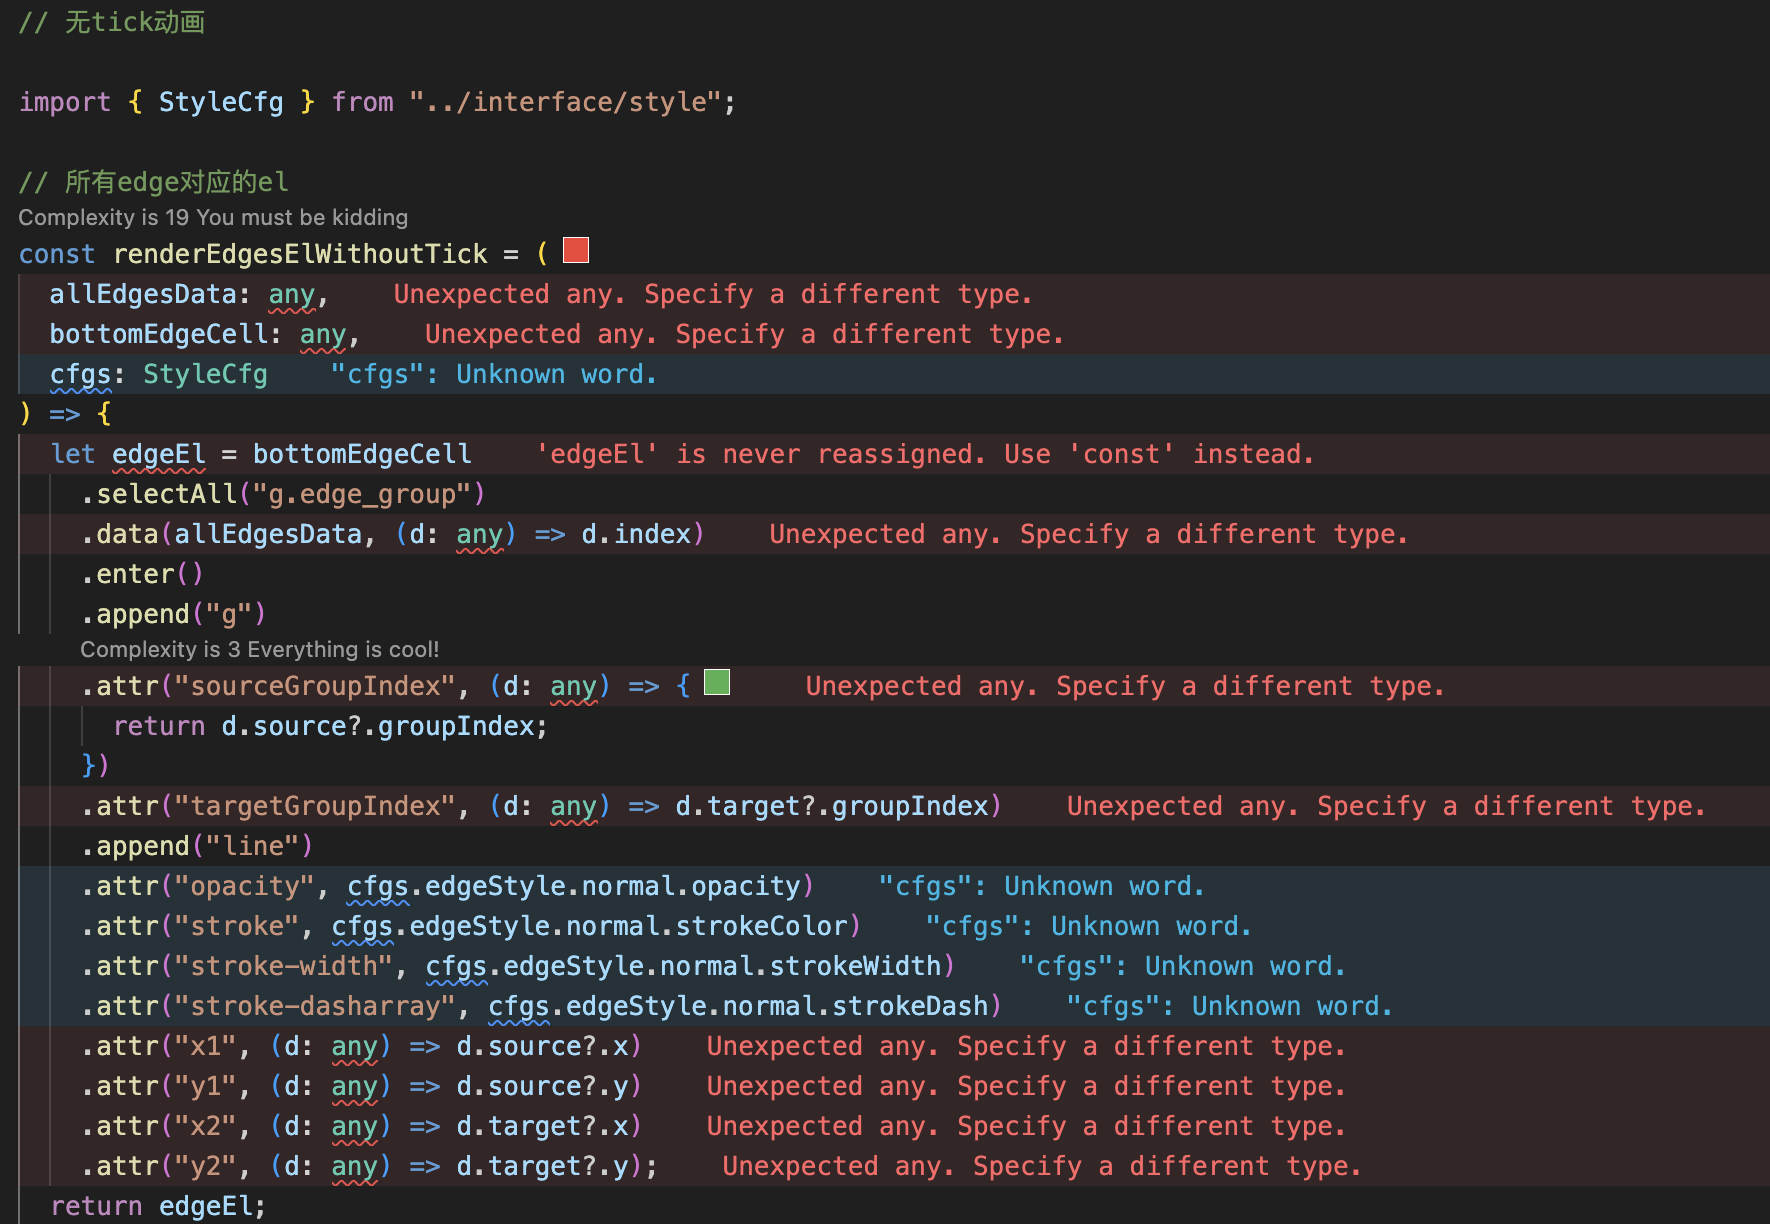 // 无tick动画
import { StyleCfg } from "../interface/style";
// 所有edge对应的el
Complexity is 19 You must be kidding
const renderEdgesElWithoutTick = (
allEdgesData: any, Unexpected any. Specify a different type.
bottomEdgeCell: any, Unexpected any. Specify a different type.
cfgs: StyleCfg "cfgs": Unknown word.
) => {
let edgeEl = bottomEdgeCell 'edgeEl' is never reassigned. Use 'const' instead.
.selectAll("g.edge_group")
.data(allEdgesData, (d: any) => d.index) Unexpected any. Specify a different type.
.enter()
.append("g")
Complexity is 3 Everything is cool!
.attr("sourceGroupIndex", (d: any) => { Unexpected any. Specify a different type.
return d.source?.groupIndex;
})
.attr("targetGroupIndex", (d: any) => d.target?.groupIndex) Unexpected any. Specify a different type.
.append("line")
.attr("opacity", cfgs.edgeStyle.normal.opacity) "cfgs": Unknown word.
.attr("stroke", cfgs.edgeStyle.normal.strokeColor) "cfgs": Unknown word.
.attr("stroke-width", cfgs.edgeStyle.normal.strokeWidth) "cfgs": Unknown word.
.attr("stroke-dasharray", cfgs.edgeStyle.normal.strokeDash) "cfgs": Unknown word.
.attr("x1", (d: any) => d.source?.x) Unexpected any. Specify a different type.
.attr("y1", (d: any) => d.source?.y) Unexpected any. Specify a different type.
.attr("x2", (d: any) => d.target?.x) Unexpected any. Specify a different type.
.attr("y2", (d: any) => d.target?.y); Unexpected any. Specify a different type.
return edgeEl;